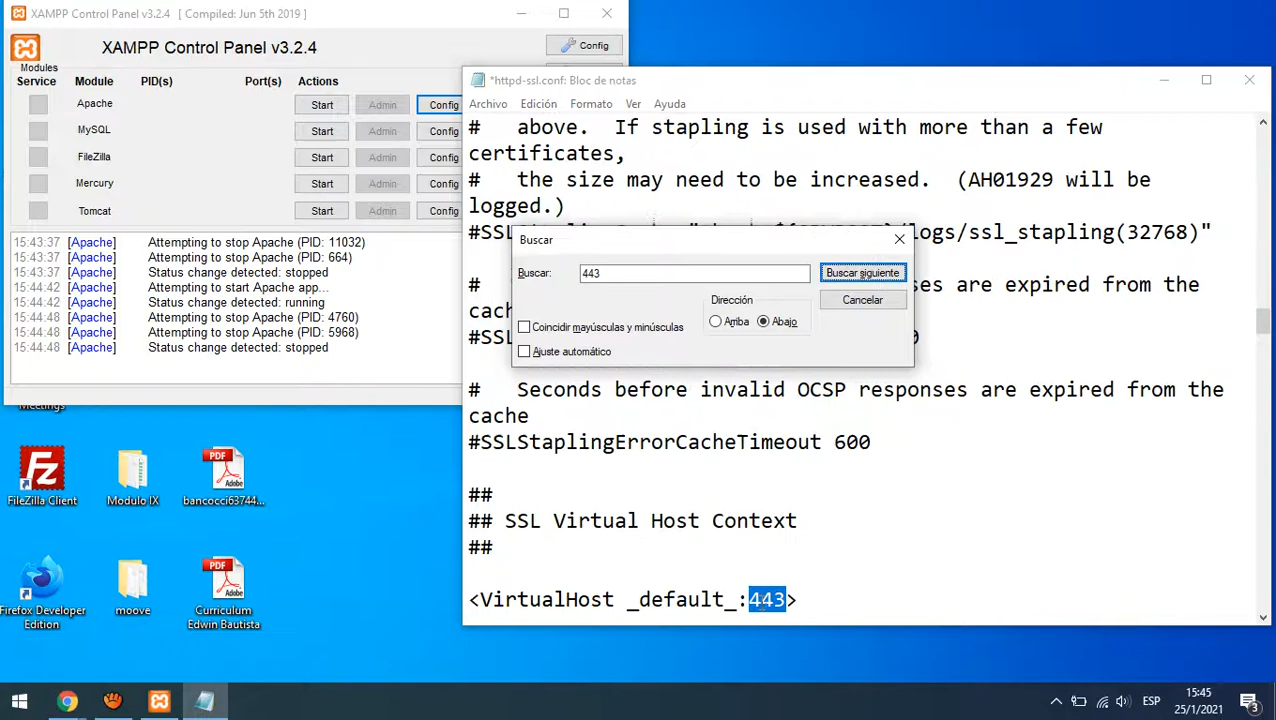 XAMPP Control Panel v3.2.4 [ Compiled: Jun 5th 2019 ]
XAMPP Control Panel v3.2.4
Config
Modules
Service Module PID(s) Port(s) Actions
Apache Start Admin Config
MySQL Start Admin Config
FileZilla Start Admin Config
Mercury Start Admin Config
Tomcat Start Admin Config
15:43:37 [Apache] Attempting to stop Apache (PID: 11032)
15:43:37 [Apache] Attempting to stop Apache (PID: 664)
15:43:37 [Apache] Status change detected: stopped
15:44:42 [Apache] Attempting to start Apache app...
15:44:42 [Apache] Status change detected: running
15:44:48 [Apache] Attempting to stop Apache (PID: 4760)
15:44:48 [Apache] Attempting to stop Apache (PID: 5968)
15:44:48 [Apache] Status change detected: stopped
*httpd-ssl.conf: Bloc de notas
Archivo Edición Formato Ver Ayuda
# above. If stapling is used with more than a few
certificates,
# the size may need to be increased. (AH01929 will be
logged.)
#SSL logs/ssl_stapling(32768)"
# are expired from the
#
# Seconds before invalid OCSP responses are expired from the
cache
#SSLStaplingErrorCacheTimeout 600
##
## SSL Virtual Host Context
##
<VirtualHost _default_:443>
Buscar
Buscar: 443 Buscar siguiente
Cancelar
Dirección
Arriba Abajo
Coincidir mayúsculas y minúsculas
Ajuste automático
Meetings
FileZilla Client
Modulo IX
bancocci63744...
Firefox Developer
Edition
moove
Curriculum
Edwin Bautista
ESP
15:45
25/1/2021
3